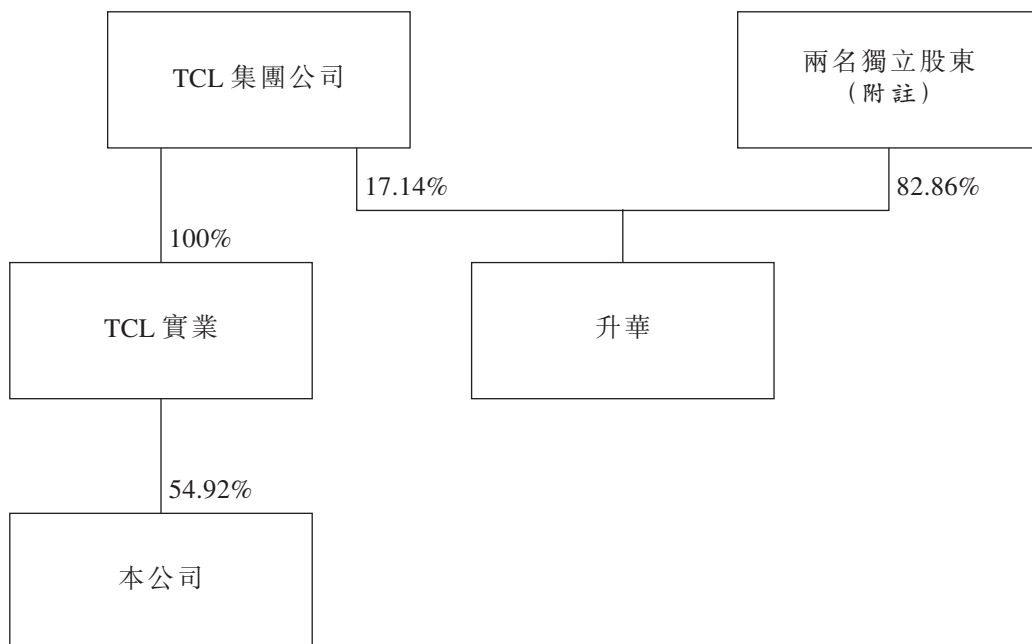 TCL 集團公司
兩名獨立股東
（附註）
17.14%
82.86%
100%
TCL 實業
升華
54.92%
本公司